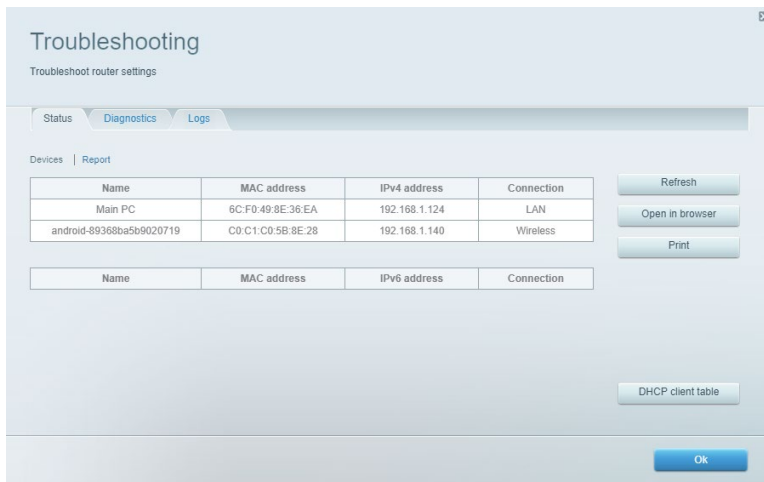 Troubleshooting
Troubleshoot router settings
Status Diagnostics Logs
Devices | Report
Name MAC address IPv4 address Connection
Main PC 6C:F0:49:8E:36:EA 192.168.1.124 LAN
android-89368ba5b9020719 C0:C1:C0:5B:8E:28 192.168.1.140 Wireless
Name MAC address IPv6 address Connection
Refresh
Open in browser
Print
DHCP client table
Ok